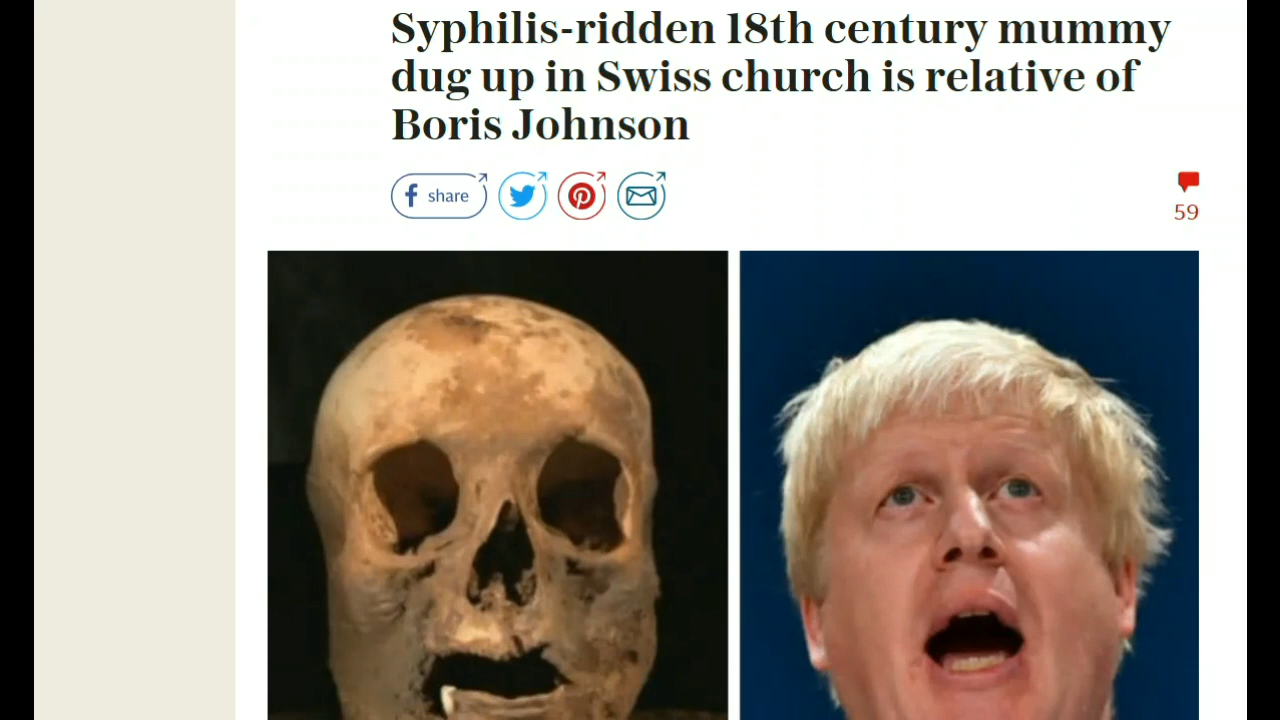 Syphilis-ridden 18th century mummy
dug up in Swiss church is relative of
Boris Johnson
share
59